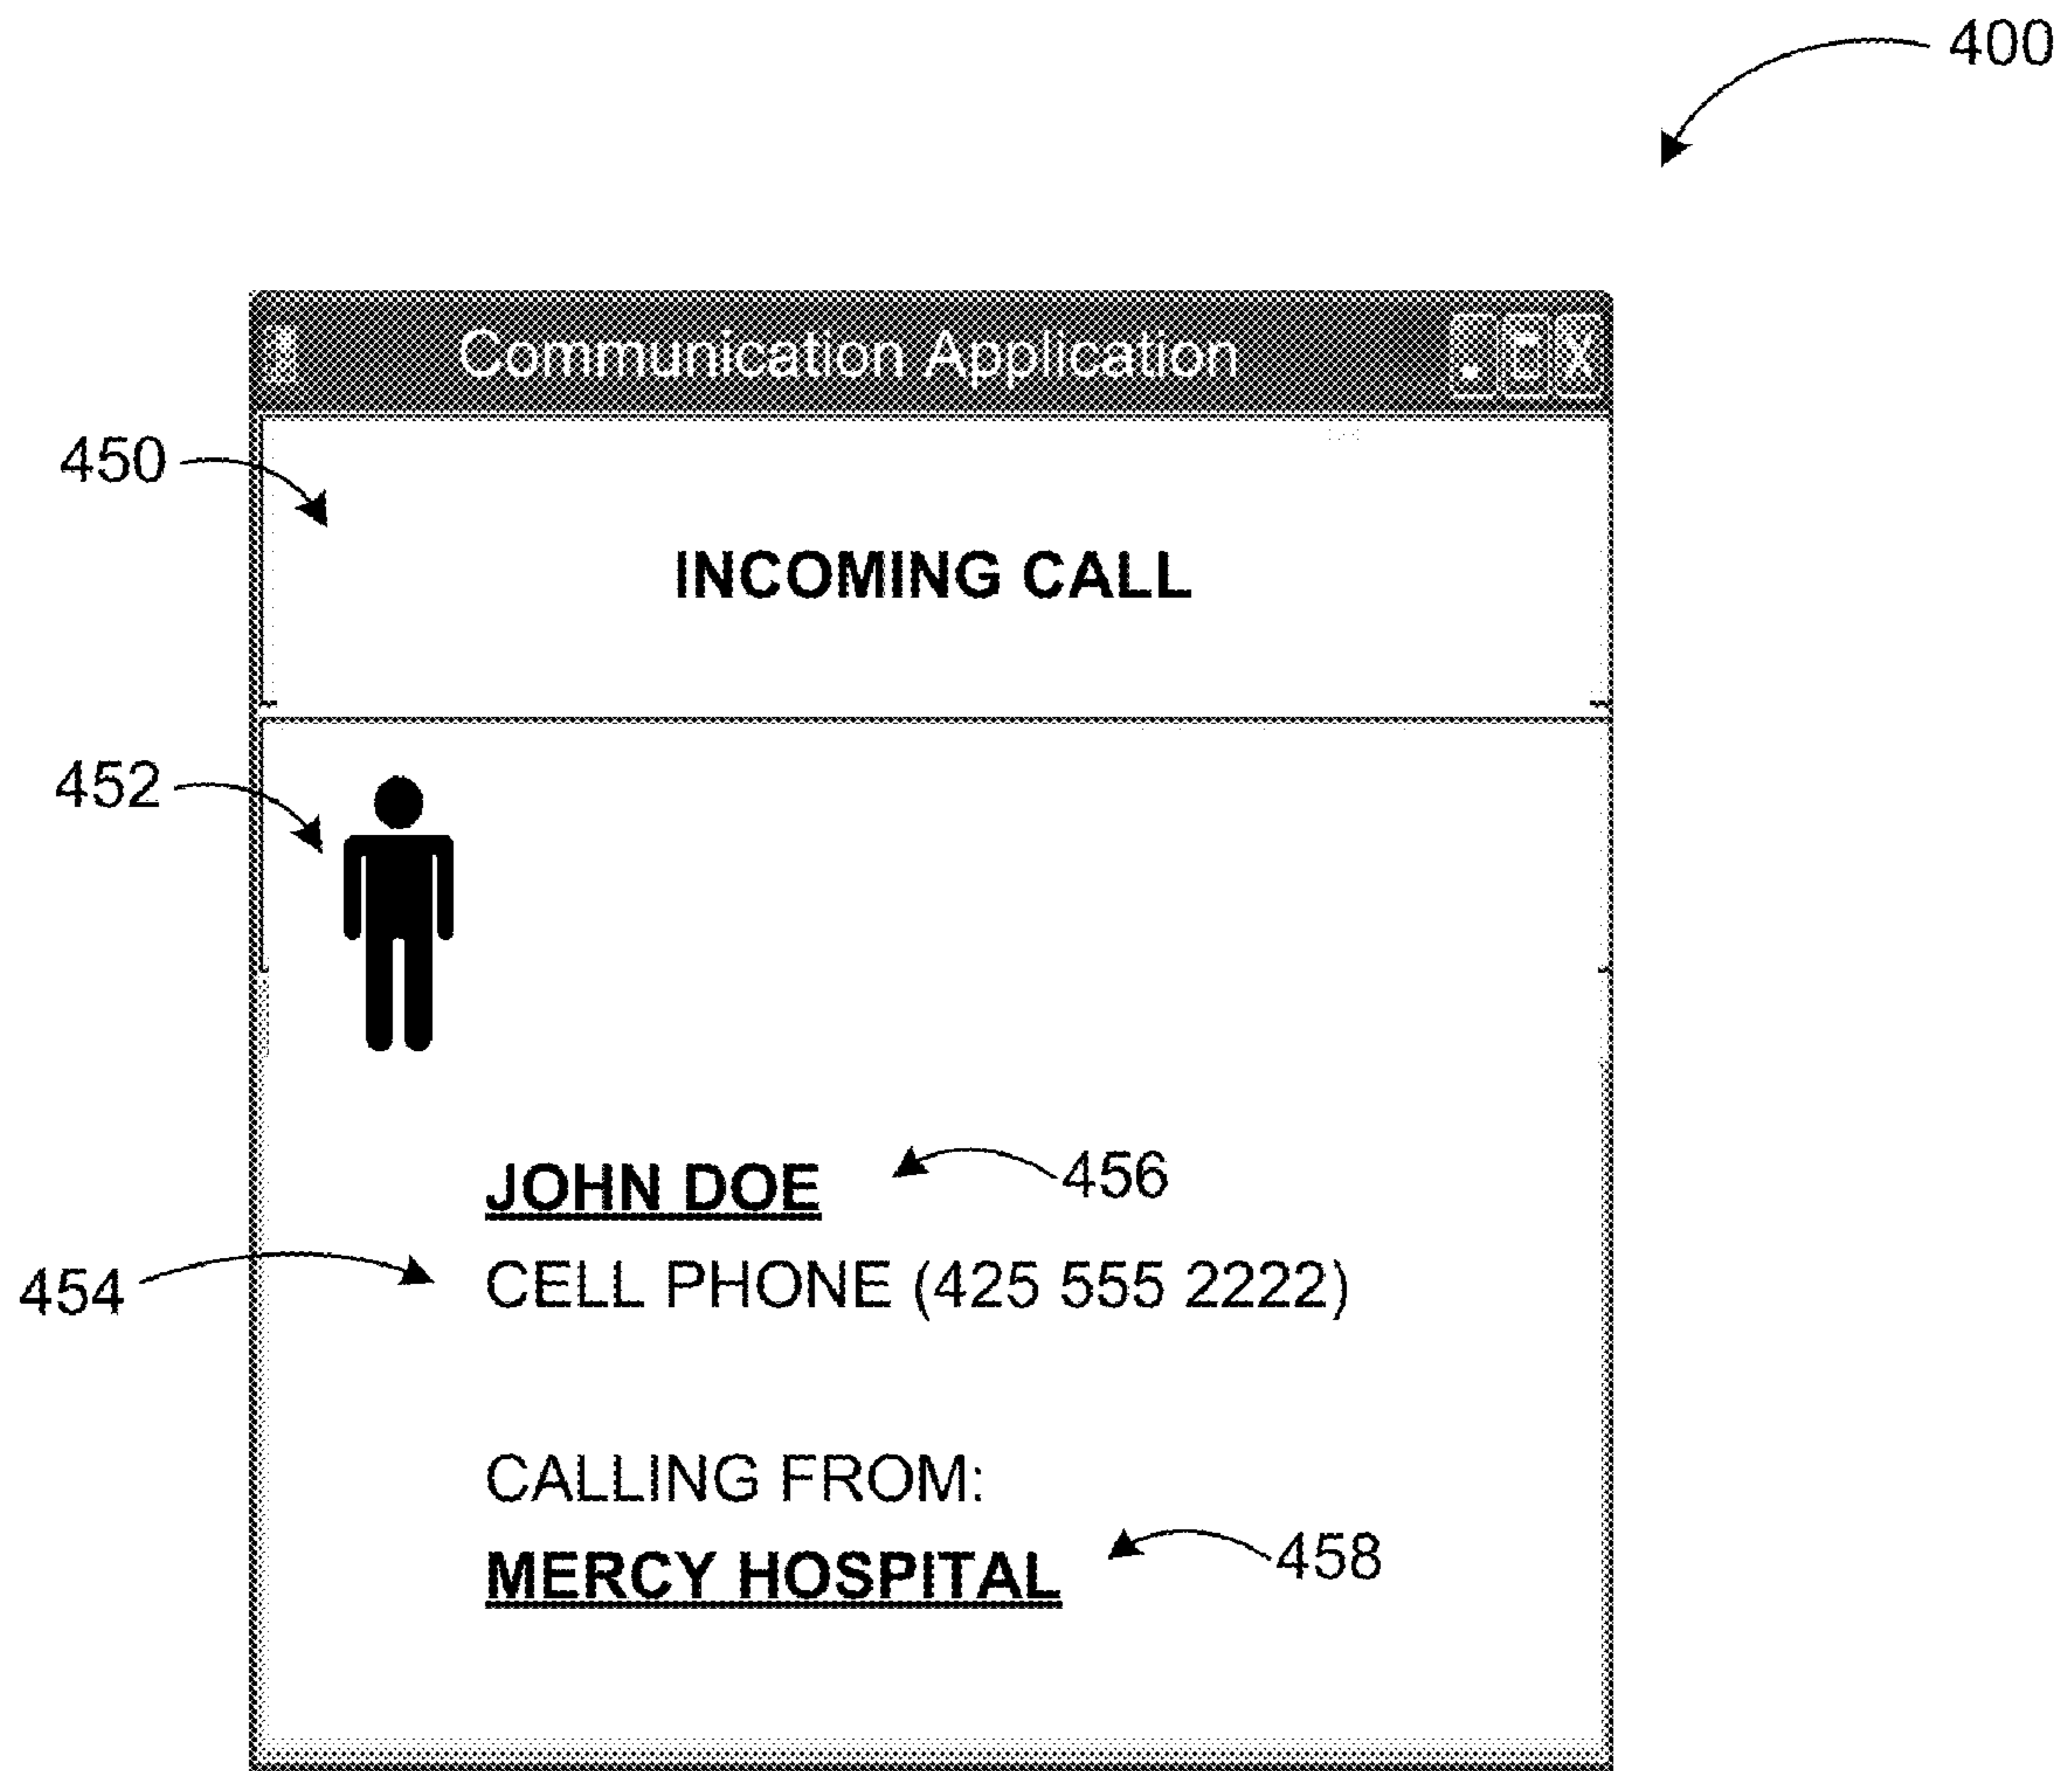 400
Communication Application
450
INCOMING CALL
452
JOHN DOE 456
454 CELL PHONE (425 555 2222)
CALLING FROM:
MERCY HOSPITAL 458